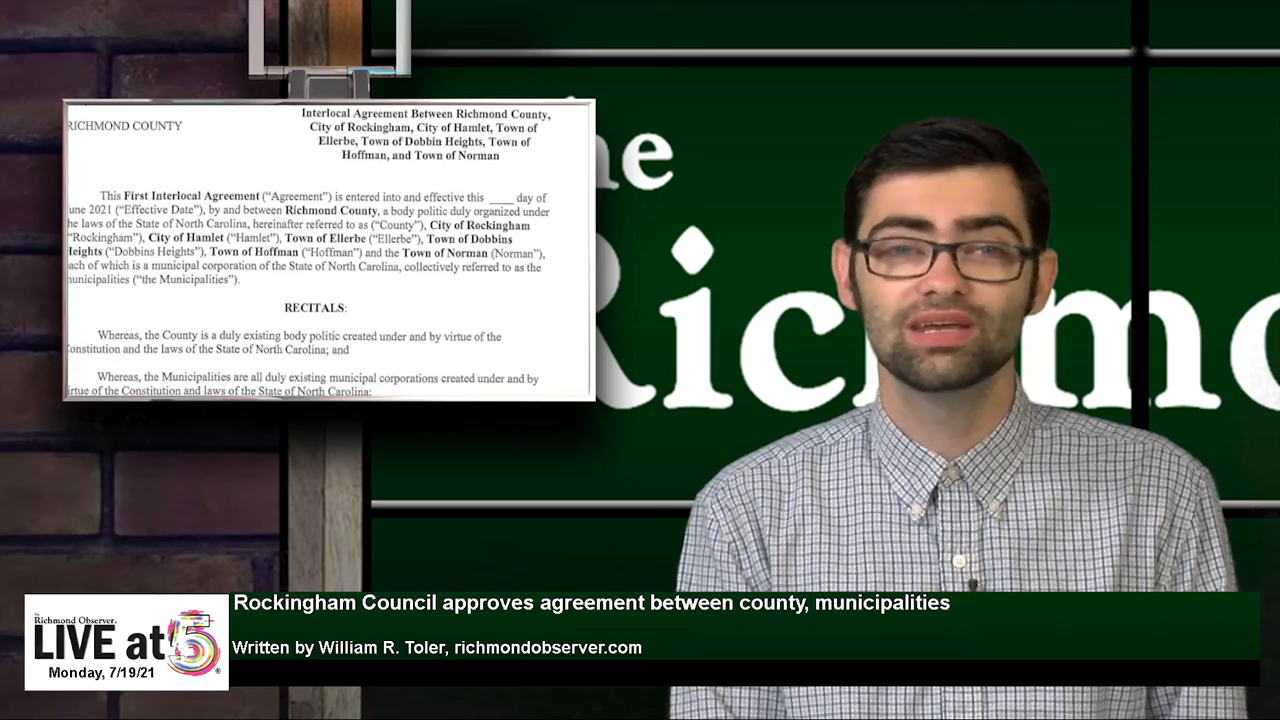 RICHMOND COUNTY
Interlocal Agreement Between Richmond County,
City of Rockingham, City of Hamlet, Town of
Ellerbe, Town of Dobbin Heights, Town of
Hoffman, and Town of Norman
This First Interlocal Agreement (“Agreement”) is entered into and effective this ____ day of
une 2021 (“Effective Date”), by and between Richmond County, a body politic duly organized under
he laws of the State of North Carolina, hereinafter referred to as (“County”), City of Rockingham
“Rockingham”), City of Hamlet (“Hamlet”), Town of Ellerbe (“Ellerbe”), Town of Dobbins
Heights (“Dobbins Heights”), Town of Hoffman (“Hoffman”) and the Town of Norman (Norman”),
ach of which is a municipal corporation of the State of North Carolina, collectively referred to as the
municipalities (“the Municipalities”).
RECITALS:
Whereas, the County is a duly existing body politic created under and by virtue of the
Constitution and the laws of the State of North Carolina; and
Whereas, the Municipalities are all duly existing municipal corporations created under and by
irtue of the Constitution and laws of the State of North Carolina;
he
Richmo
The
Richmond Observer.
LIVE at 5
Monday, 7/19/21
Rockingham Council approves agreement between county, municipalities
Written by William R. Toler, richmondobserver.com